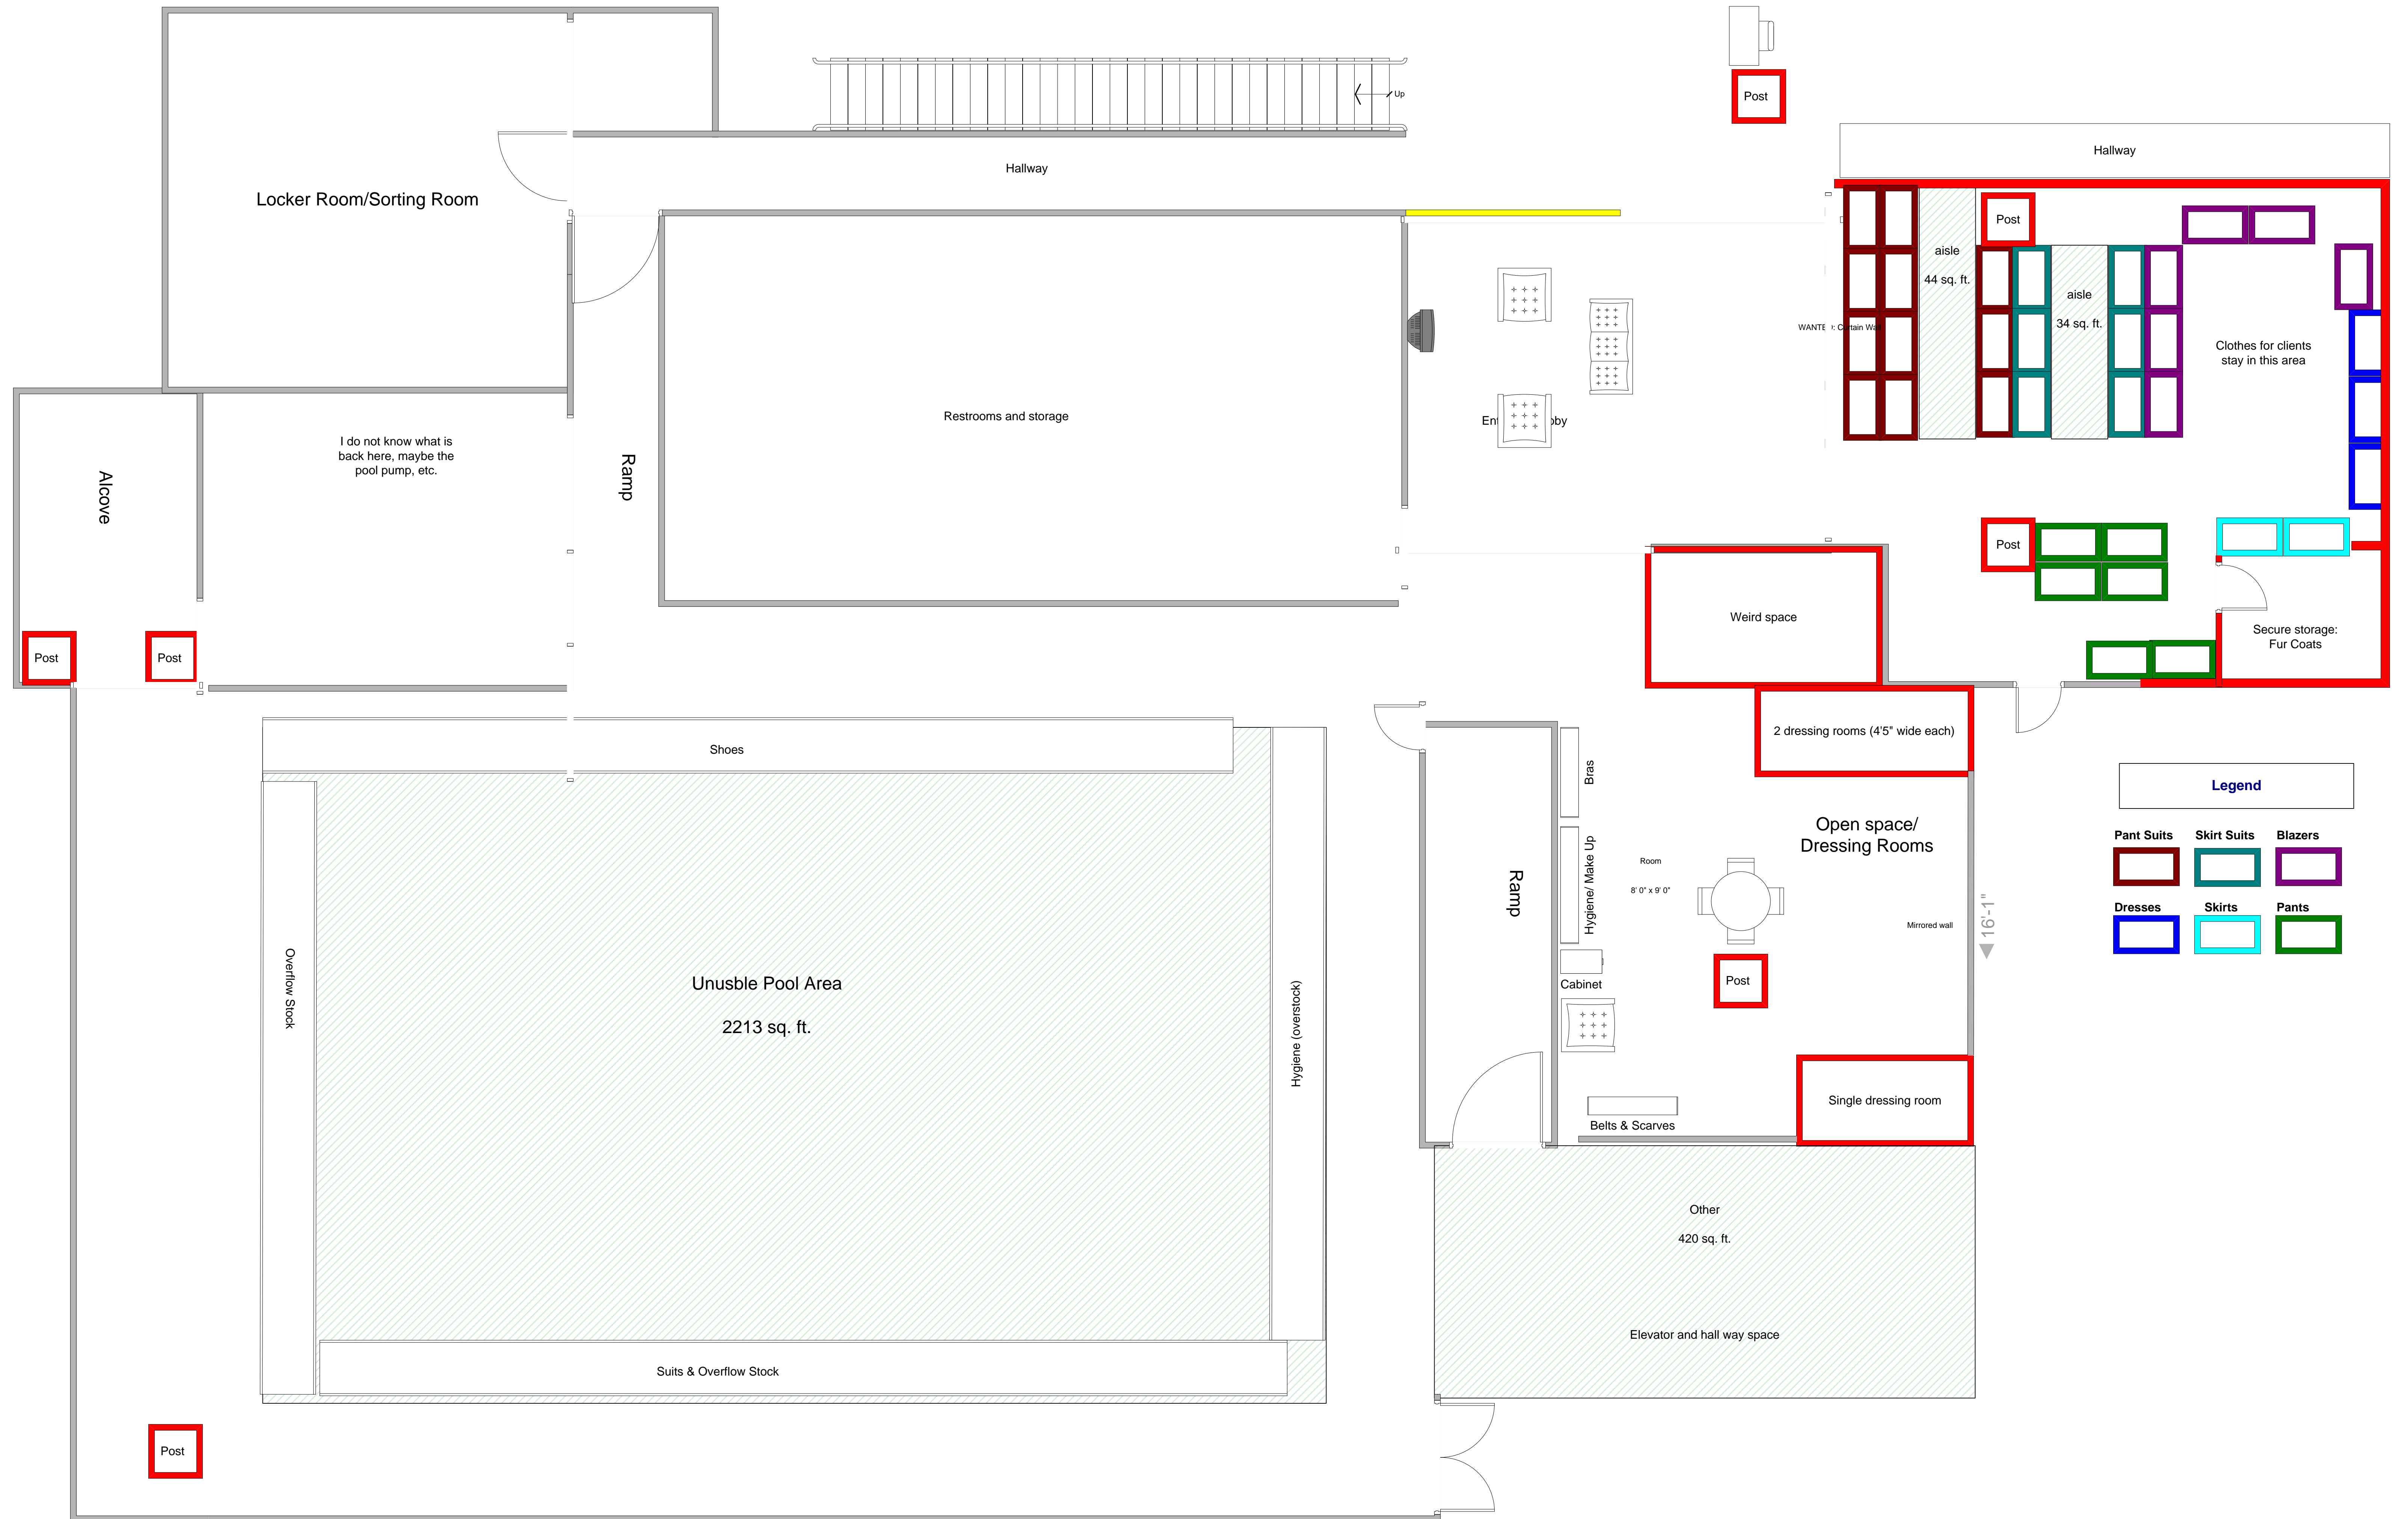 Up
Post
Hallway
Hallway
Locker Room/Sorting Room
Post
aisle
44 sq. ft.
aisle
34 sq. ft.
Curtain Wall
Clothes for clients
stay in this area
Restrooms and storage
I do not know what is
back here, maybe the
pool pump, etc.
Ramp
Alcove
Post
Weird space
Secure storage:
Fur Coats
Post
Post
2 dressing rooms (4'5" wide each)
Shoes
Bras
Legend
Open space/
Dressing Rooms
Pant Suits Skirt Suits Blazers
Room
8' 0" x 9' 0"
Hygiene/ Make Up
Ramp
Dresses Skirts Pants
Mirrored wall
16'-1"
Post
Cabinet
Overflow Stock
Unusble Pool Area
2213 sq. ft.
Hygiene (overstock)
Single dressing room
Belts & Scarves
Other
420 sq. ft.
Elevator and hall way space
Suits & Overflow Stock
Post